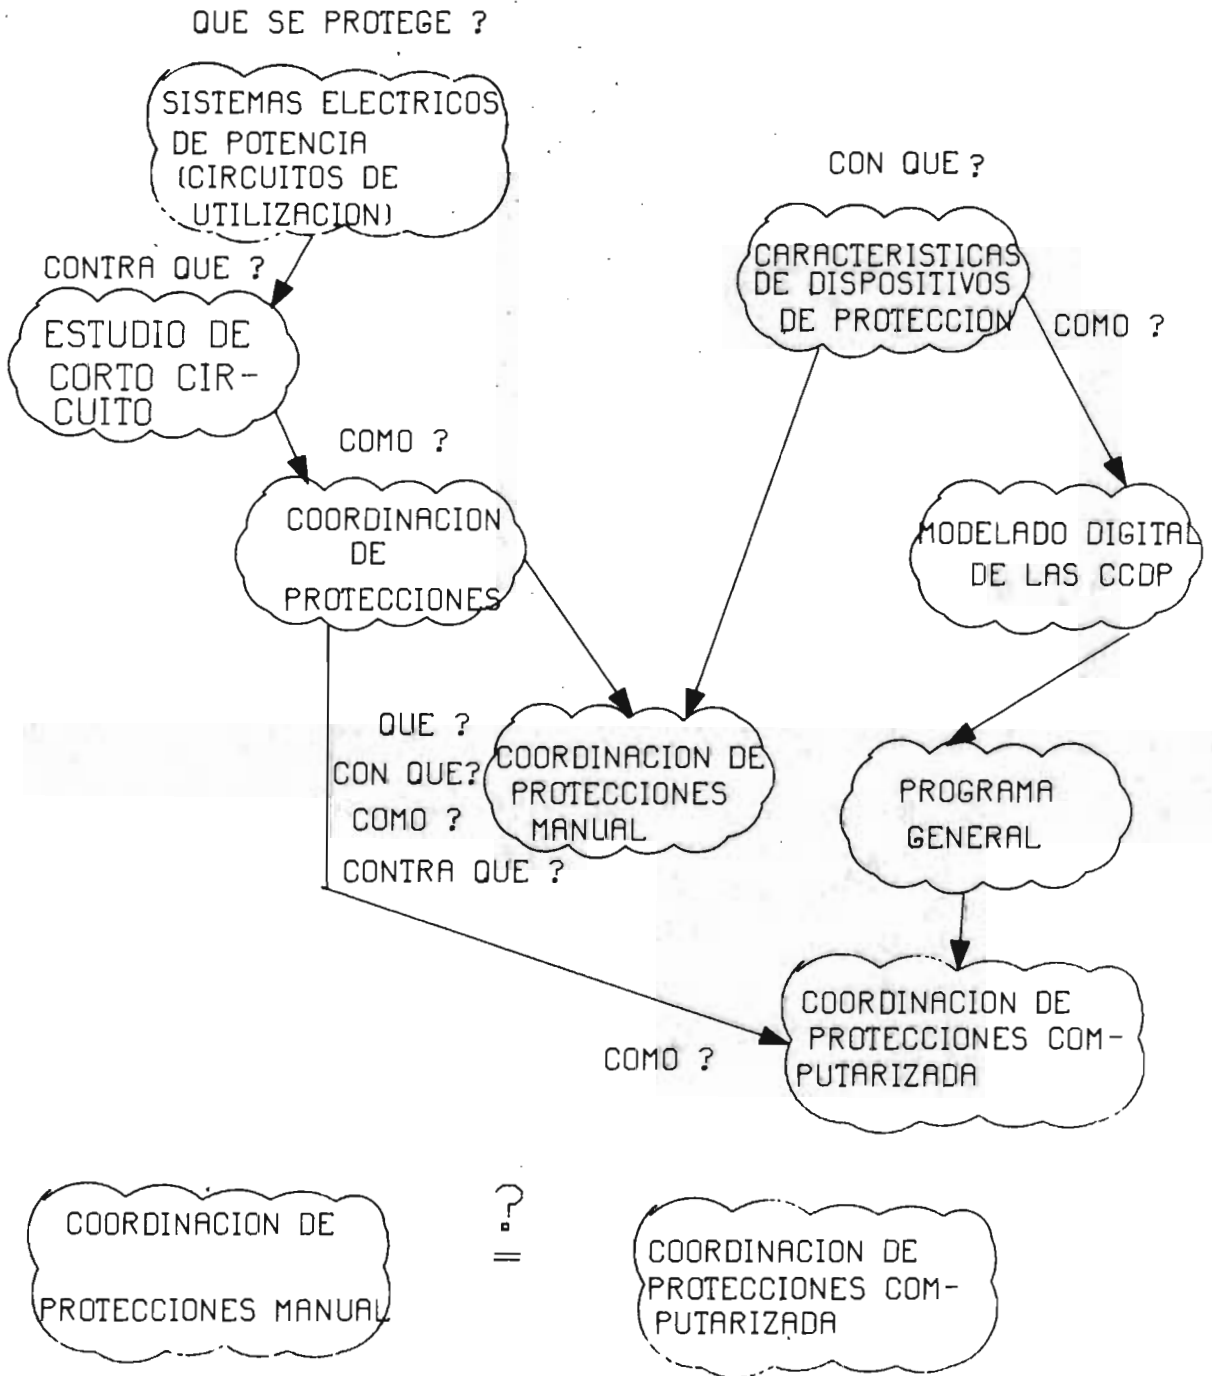 QUE SE PROTEGE ?
SISTEMAS ELECTRICOS
DE POTENCIA
(CIRCUITOS DE
UTILIZACION)
CONTRA QUE ?
ESTUDIO DE
CORTO CIR-
CUITO
COMO ?
COORDINACION
DE
PROTECCIONES
CON QUE ?
CARACTERISTICAS
DE DISPOSITIVOS
DE PROTECCION
COMO ?
MODELADO DIGITAL
DE LAS CCDP
QUE ?
CON QUE?
COMO ?
CONTRA QUE ?
COORDINACION DE
PROTECCIONES
MANUAL
PROGRAMA
GENERAL
COMO ?
COORDINACION DE
PROTECCIONES COM-
PUTARIZADA
COORDINACION DE
PROTECCIONES MANUAL
?
=
COORDINACION DE
PROTECCIONES COM-
PUTARIZADA